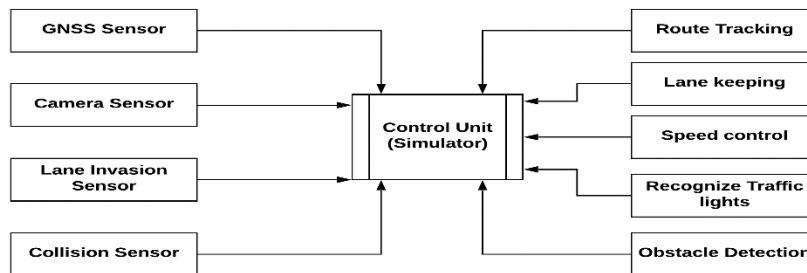 GNSS Sensor
Camera Sensor
Lane Invasion
Sensor
Collision Sensor
Control Unit
(Simulator)
Route Tracking
Lane keeping
Speed control
Recognize Traffic
lights
Obstacle Detection